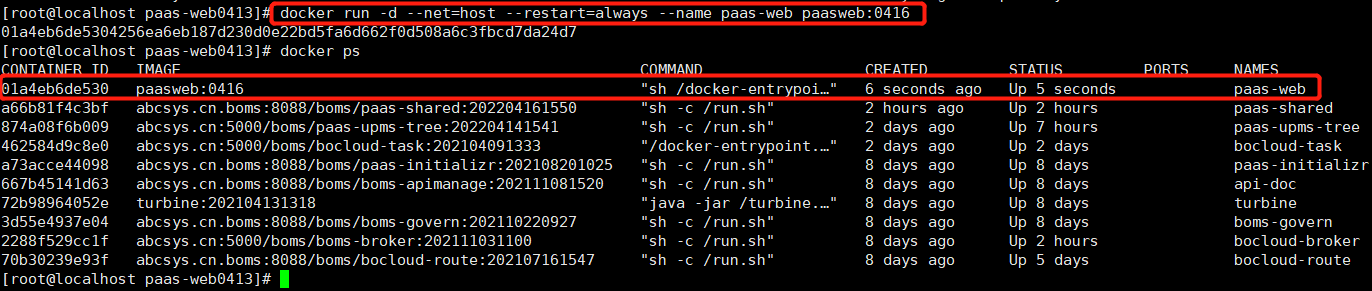 [root@localhost paas-web0413]# docker run -d --net=host --restart=always --name paas-web paasweb:0416
01a4eb6de5304256ea6eb187d230d0e22bd5fa6d662f0d508a6c3fbcd7da24d7
[root@localhost paas-web0413]# docker ps
CONTAINER ID IMAGE COMMAND CREATED STATUS PORTS NAMES
01a4eb6de530 paasweb:0416 "sh /docker-entrypoi…" 6 seconds ago Up 5 seconds paas-web
a66b81f4c3bf abcsys.cn.boms:8088/boms/paas-shared:202204161550 "sh -c /run.sh" 2 hours ago Up 2 hours paas-shared
874a08f6b009 abcsys.cn:5000/boms/paas-upms-tree:202204141541 "sh -c /run.sh" 2 days ago Up 7 hours paas-upms-tree
462584d9c8e0 abcsys.cn:5000/boms/bocloud-task:202104091333 "/docker-entrypoint.…" 2 days ago Up 2 days bocloud-task
a73acce44098 abcsys.cn.boms:8088/boms/paas-initializr:202108201025 "sh -c /run.sh" 8 days ago Up 8 days paas-initializr
667b45141d63 abcsys.cn.boms:8088/boms/boms-apimanage:202111081520 "sh -c /run.sh" 8 days ago Up 8 days api-doc
72b98964052e turbine:202104131318 "java -jar /turbine.…" 8 days ago Up 8 days turbine
3d55e4937e04 abcsys.cn.boms:8088/boms/boms-govern:202110220927 "sh -c /run.sh" 8 days ago Up 8 days boms-govern
2288f529cc1f abcsys.cn:5000/boms/boms-broker:202111031100 "sh -c /run.sh" 8 days ago Up 2 hours bocloud-broker
70b30239e93f abcsys.cn.boms:8088/boms/bocloud-route:202107161547 "sh -c /run.sh" 8 days ago Up 5 days bocloud-route
[root@localhost paas-web0413]#